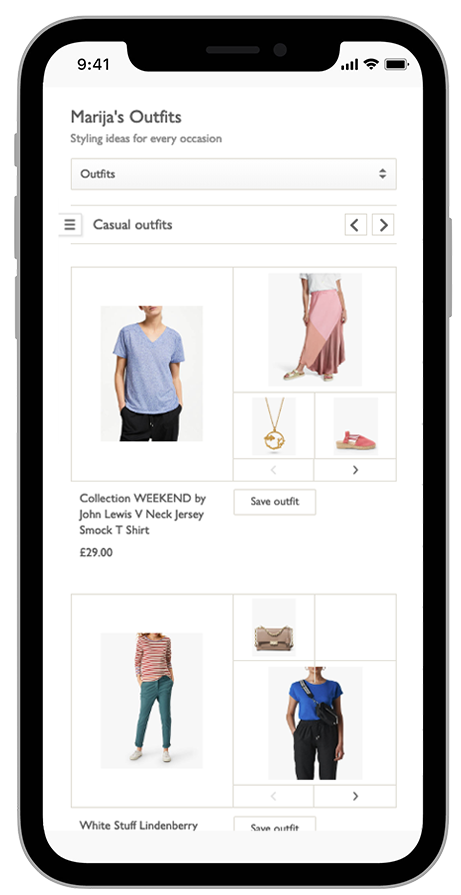 9:41
Marija's Outfits
Styling ideas for every occasion
Outfits
Casual outfits
Collection WEEKEND by
John Lewis V Neck Jersey
Smock T Shirt
£29.00
Save outfit
White Stuff Lindenberry
Save outfit